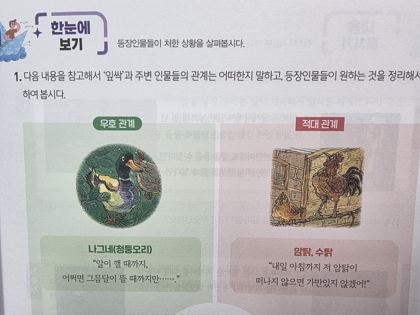 한눈에
보기
등장인물들이 처한 상황을 살펴봅시다.
1. 다음 내용을 참고해서 '잎싹'과 주변 인물들의 관계는 어떠한지 말하고, 등장인물들이 원하는 것을 정리해서
하여 봅시다.
우호 관계
적대 관계
나그네(청둥오리)
"알이 깰 때까지,
어쩌면 그믐달이 뜰 때까지만……."
암탉, 수탉
"내일 아침까지 저 암탉이
떠나지 않으면 가만있지 않겠어!"